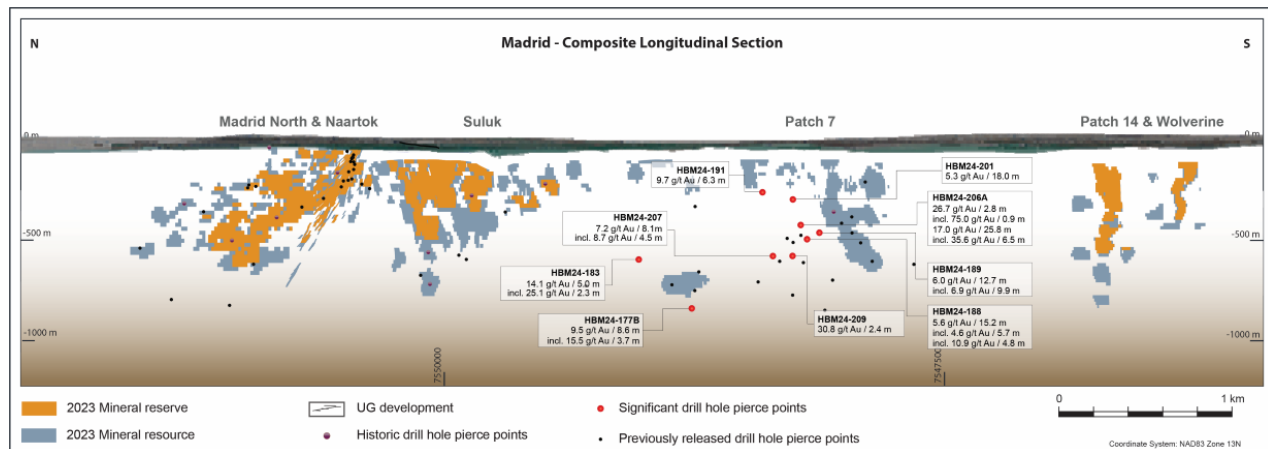 N
Madrid - Composite Longitudinal Section
S
Madrid North & Naartok
Suluk
Patch 7
Patch 14 & Wolverine
0 m
0 m
HBM24-191
9.7 g/t Au / 6.3 m
HBM24-201
5.3 g/t Au / 18.0 m
HBM24-206A
26.7 g/t Au / 2.8 m
incl. 75.0 g/t Au / 0.9 m
17.0 g/t Au / 25.8 m
incl. 35.6 g/t Au / 6.5 m
HBM24-207
7.2 g/t Au / 8.1m
incl. 8.7 g/t Au / 4.5 m
-500 m
-500 m
HBM24-183
14.1 g/t Au / 5.0 m
incl. 25.1 g/t Au / 2.3 m
HBM24-189
6.0 g/t Au / 12.7 m
incl. 6.9 g/t Au / 9.9 m
HBM24-177B
9.5 g/t Au / 8.6 m
incl. 15.5 g/t Au / 3.7 m
HBM24-209
30.8 g/t Au / 2.4 m
HBM24-188
5.6 g/t Au / 15.2 m
incl. 4.6 g/t Au / 5.7 m
incl. 10.9 g/t Au / 4.8 m
-1000 m
-1000 m
7550000
7547500
2023 Mineral reserve
UG development
Significant drill hole pierce points
0
1 km
2023 Mineral resource
Historic drill hole pierce points
Previously released drill hole pierce points
Coordinate System: NAD83 Zone 13N